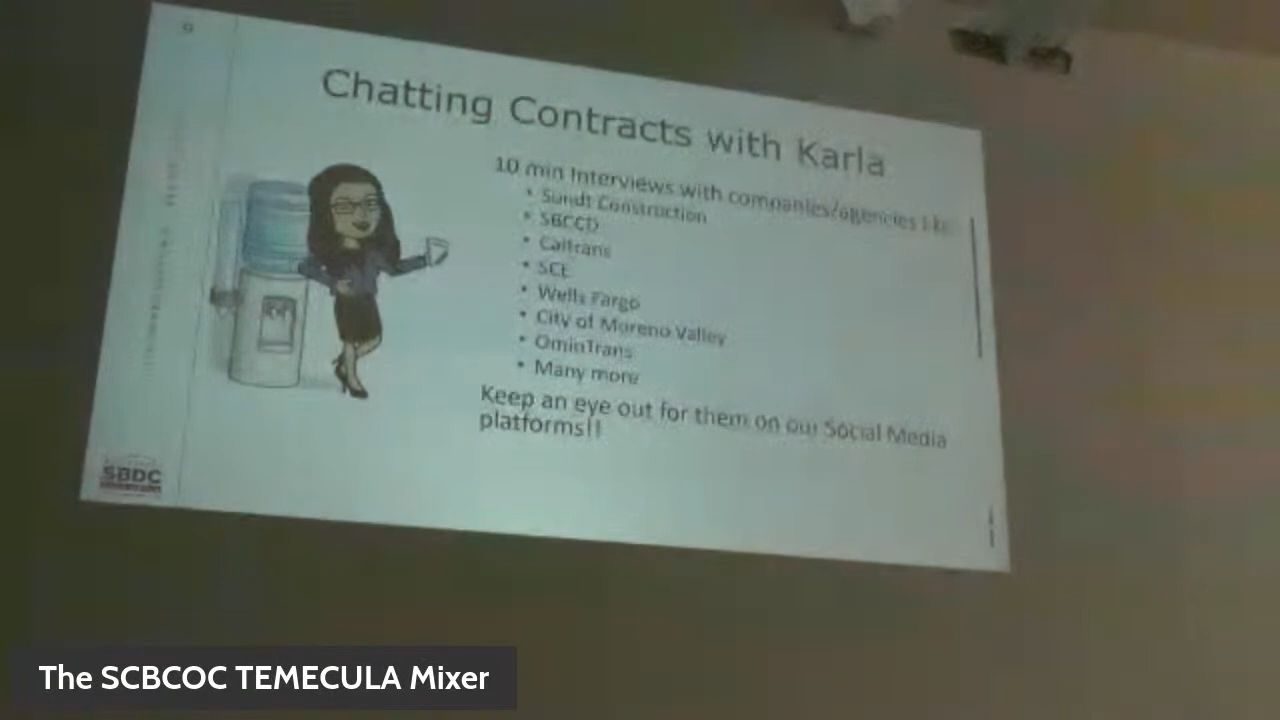 Chatting Contracts with Karla
10 min Interviews with companies/agencies
• Sundt Construction
• SBCCD
• Caltrans
• SCE
• Wells Fargo
• City of Moreno Valley
• OminTrans
• Many more
Keep an eye out for them on our Social Media
platforms!!
SBDC
The SCBCOC TEMECULA Mixer